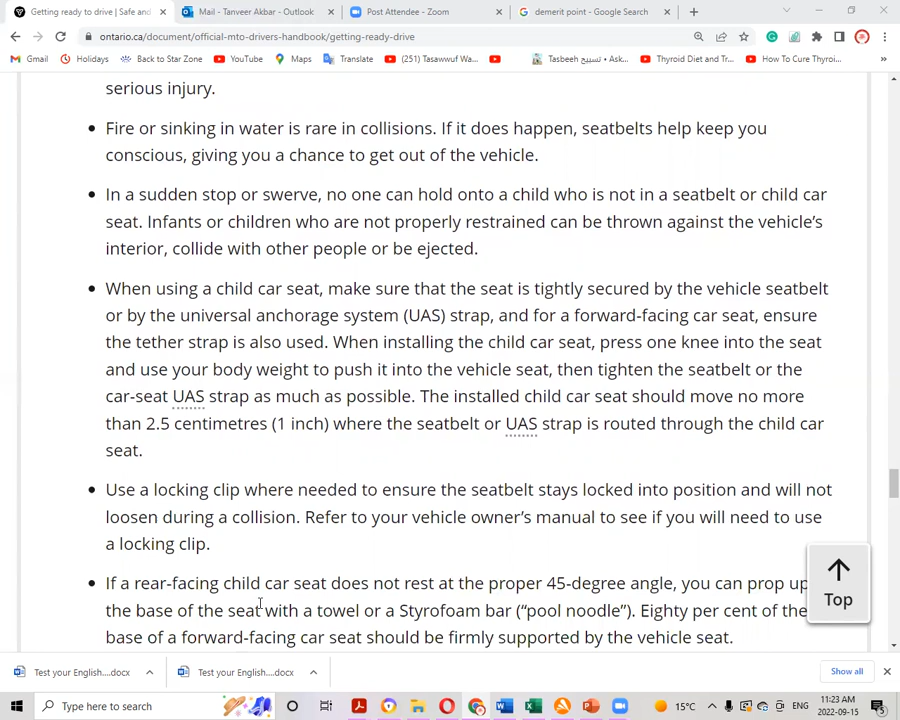 Getting ready to drive | Safe and
Mail - Tanveer Akbar - Outlook
Post Attendee - Zoom
demerit point - Google Search
ontario.ca/document/official-mto-drivers-handbook/getting-ready-drive
Gmail
Holidays
Back to Star Zone
YouTube
Maps
Translate
(251) Tasawwuf Wa...
Tasbeeh تسبيح • Ask...
Thyroid Diet and Tr...
How To Cure Thyroi...
serious injury.
Fire or sinking in water is rare in collisions. If it does happen, seatbelts help keep you
conscious, giving you a chance to get out of the vehicle.
In a sudden stop or swerve, no one can hold onto a child who is not in a seatbelt or child car
seat. Infants or children who are not properly restrained can be thrown against the vehicle's
interior, collide with other people or be ejected.
When using a child car seat, make sure that the seat is tightly secured by the vehicle seatbelt
or by the universal anchorage system (UAS) strap, and for a forward-facing car seat, ensure
the tether strap is also used. When installing the child car seat, press one knee into the seat
and use your body weight to push it into the vehicle seat, then tighten the seatbelt or the
car-seat UAS strap as much as possible. The installed child car seat should move no more
than 2.5 centimetres (1 inch) where the seatbelt or UAS strap is routed through the child car
seat.
Use a locking clip where needed to ensure the seatbelt stays locked into position and will not
loosen during a collision. Refer to your vehicle owner's manual to see if you will need to use
a locking clip.
If a rear-facing child car seat does not rest at the proper 45-degree angle, you can prop up
the base of the seat with a towel or a Styrofoam bar (“pool noodle”). Eighty per cent of the
base of a forward-facing car seat should be firmly supported by the vehicle seat.
Top
Test your English....docx
Test your English....docx
Show all
Type here to search
15°C
11:23 AM
2022-09-15
5